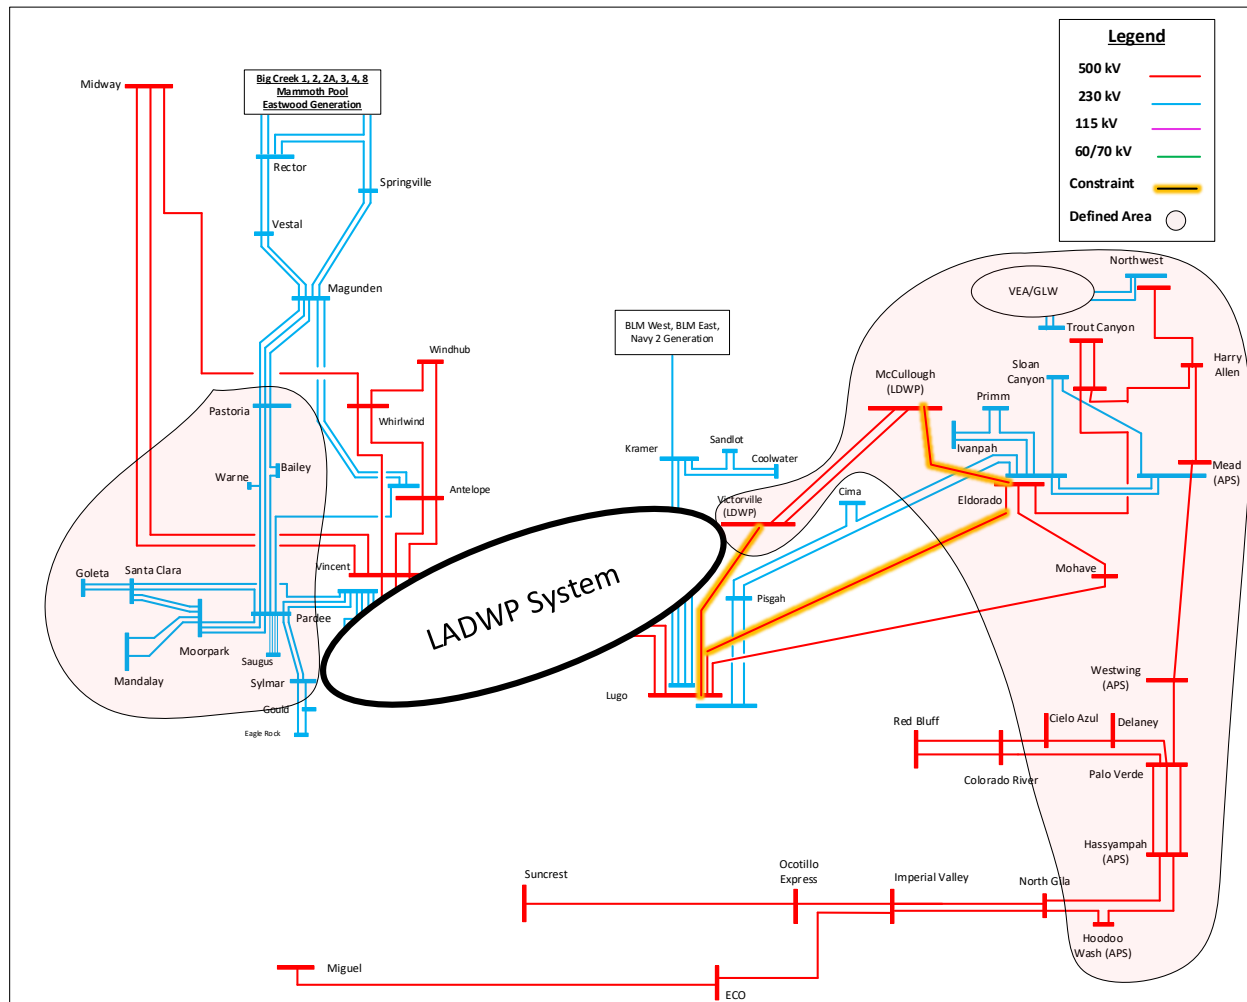 Legend
500 kV
230 kV
115 kV
60/70 kV
Constraint
Defined Area
Big Creek 1, 2, 2A, 3, 4, 8
Mammoth Pool
Eastwood Generation
Midway
Rector
Springville
Vestal
Magunden
Windhub
Pastoria
Whirlwind
Bailey
Warne
Antelope
Goleta
Santa Clara
Vincent
Pardee
Moorpark
Saugus
Mandalay
Sylmar
Gould
Eagle Rock
LADWP System
BLM West, BLM East,
Navy 2 Generation
Kramer
Sandlot
Coolwater
Victorville
(LDWP)
Cima
Pisgah
Lugo
McCullough
(LDWP)
VEA/GLW
Northwest
Trout Canyon
Harry
Allen
Sloan
Canyon
Primm
Ivanpah
Mead
(APS)
Eldorado
Mohave
Westwing
(APS)
Red Bluff
Cielo Azul
Delaney
Colorado River
Palo Verde
Hassyampah
(APS)
Suncrest
Ocotillo
Express
Imperial Valley
North Gila
Hoodoo
Wash (APS)
Miguel
ECO